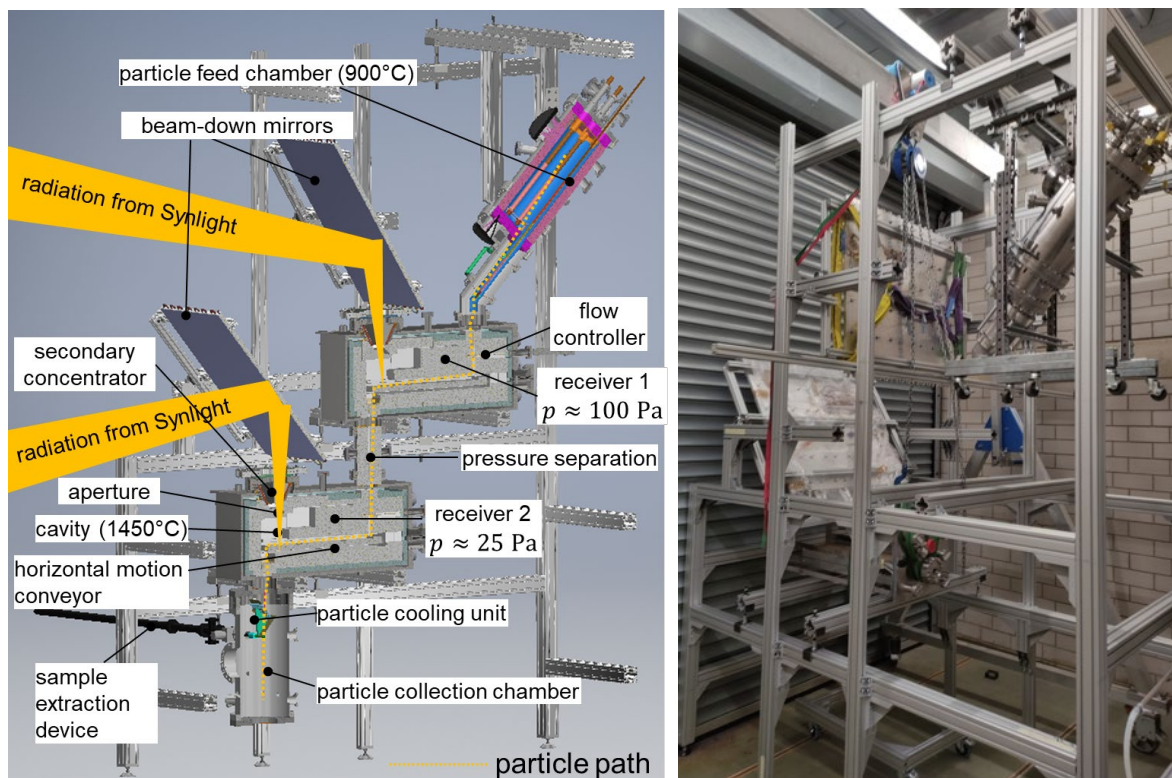 particle feed chamber (900°C)
beam-down mirrors
radiation from Synlight
flow
controller
secondary
concentrator
receiver 1
p ≈ 100 Pa
radiation from Synlight
pressure separation
aperture
cavity (1450°C)
receiver 2
p ≈ 25 Pa
horizontal motion
conveyor
particle cooling unit
sample
extraction
device
particle collection chamber
particle path